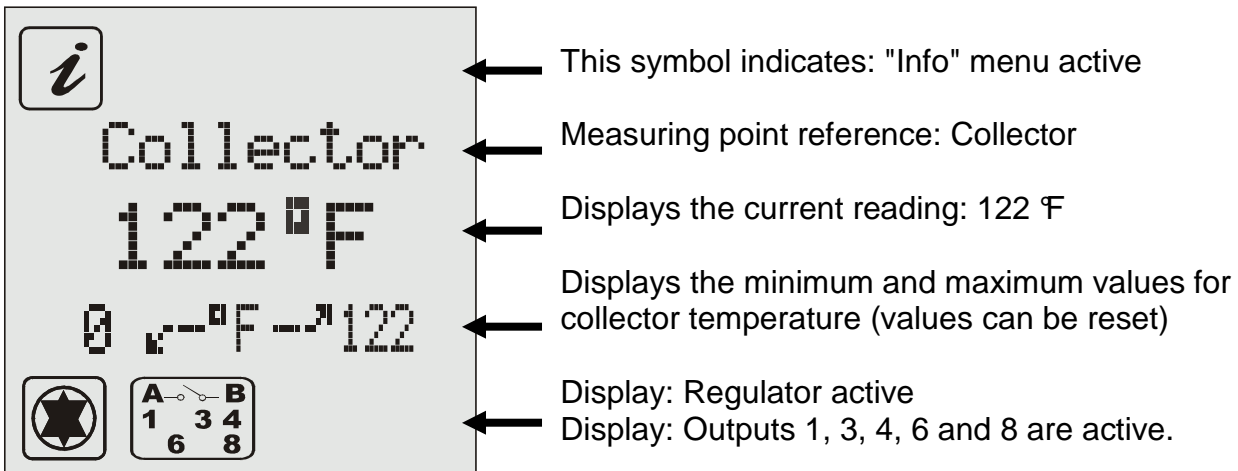 i
This symbol indicates: "Info" menu active
Collector
Measuring point reference: Collector
122°F
Displays the current reading: 122 °F
0 °F 122
Displays the minimum and maximum values for
collector temperature (values can be reset)
A B
1 3 4
6 8
Display: Regulator active
Display: Outputs 1, 3, 4, 6 and 8 are active.